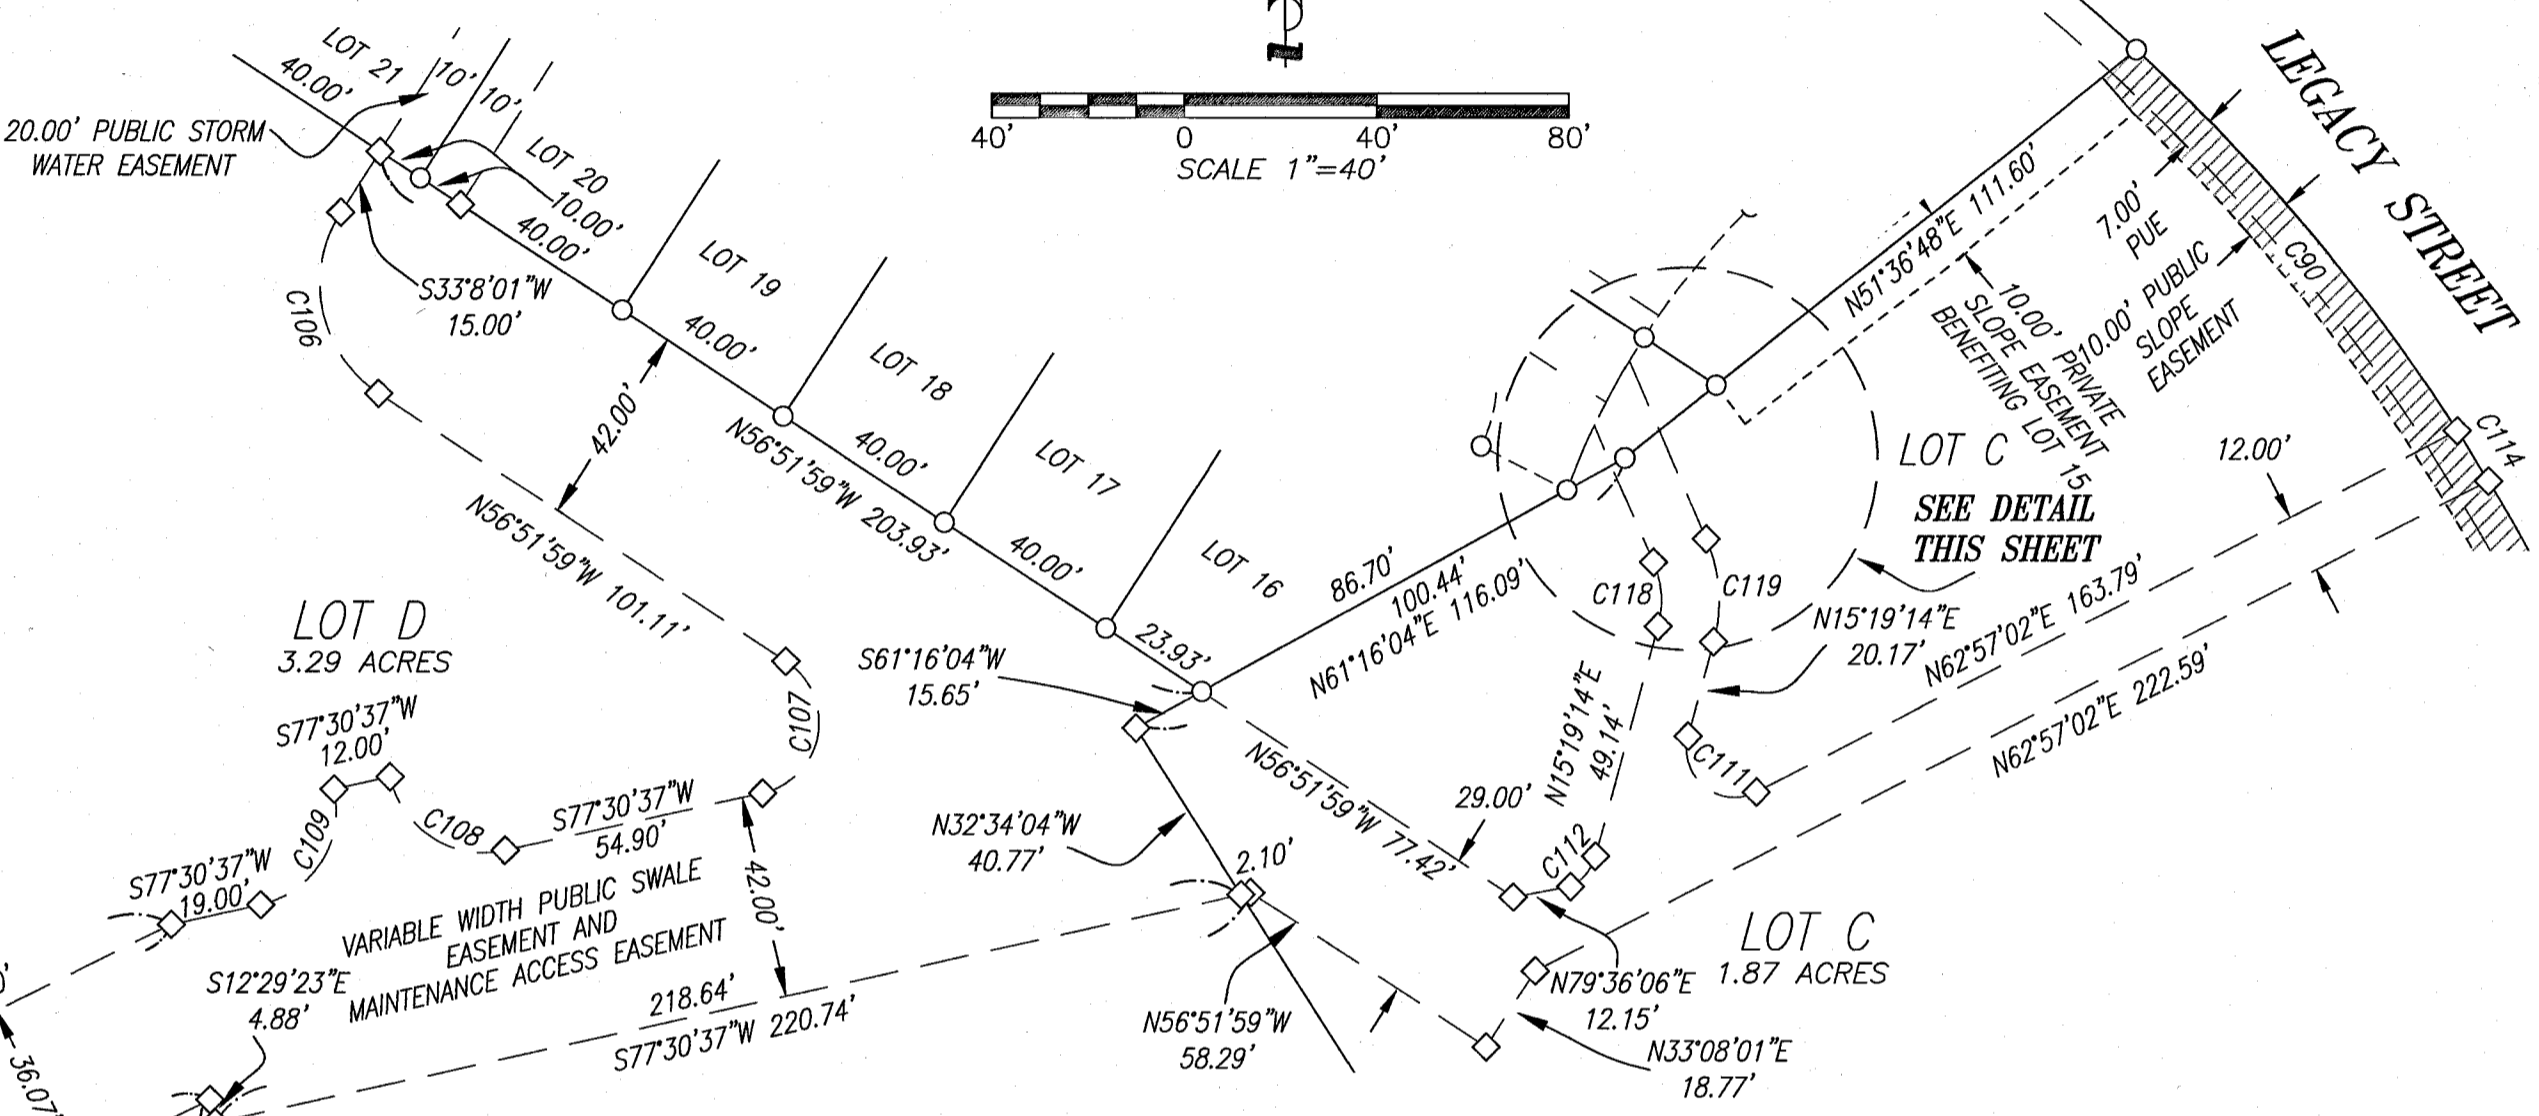 LOT 21
40.00'
10'
10'
20.00' PUBLIC STORM
WATER EASEMENT
LOT 20
10.00'
40.00'
40' 0 40' 80'
SCALE 1"=40'
LEGACY STREET
S33°8'01"W
15.00'
C106
LOT 19
40.00'
LOT 18
40.00'
LOT 17
40.00'
LOT 16
23.93'
42.00'
N56°51'59"W 203.93'
N56°51'59"W 101.11'
N51°36'48"E 111.60'
7.00'
PUE
10.00' PUBLIC
SLOPE
EASEMENT
C90
10.00' PRIVATE
SLOPE EASEMENT
BENEFITING LOT 15
C114
12.00'
LOT C
SEE DETAIL
THIS SHEET
86.70'
100.44'
N61°16'04"E 116.09'
C118
C119
N15°19'14"E
20.17'
N62°57'02"E 163.79'
N62°57'02"E 222.59'
LOT D
3.29 ACRES
S77°30'37"W
12.00'
C107
S61°16'04"W
15.65'
N15°19'14"E
49.14'
C111
N56°51'59"W 77.42'
29.00'
C112
C109
C108
S77°30'37"W
54.90'
S77°30'37"W
19.00'
N32°34'04"W
40.77'
2.10'
42.00'
VARIABLE WIDTH PUBLIC SWALE
EASEMENT AND
MAINTENANCE ACCESS EASEMENT
LOT C
1.87 ACRES
S12°29'23"E
4.88'
218.64'
S77°30'37"W 220.74'
N56°51'59"W
58.29'
N79°36'06"E
12.15'
N33°08'01"E
18.77'
36.07'